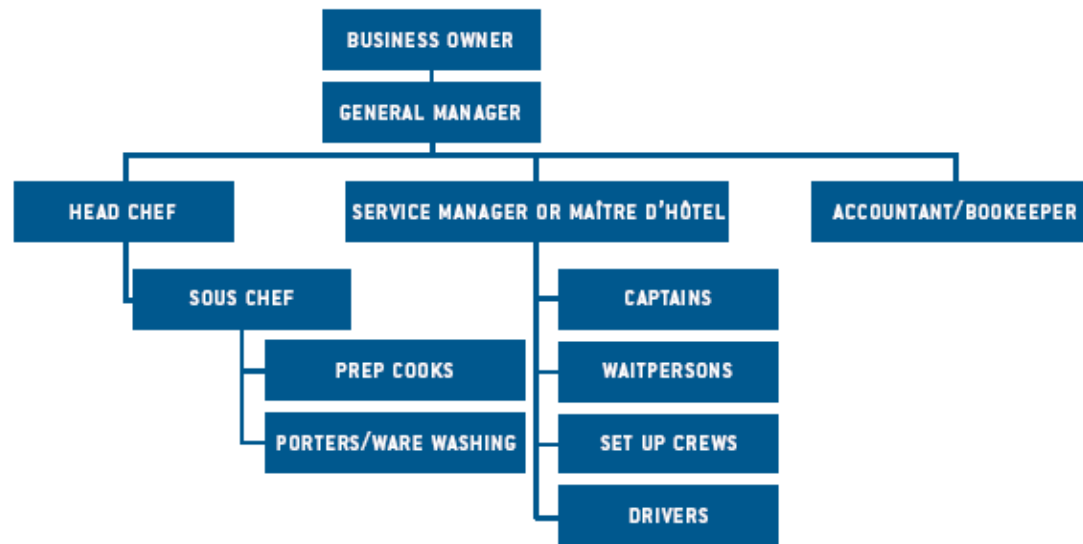 BUSINESS OWNER
GENERAL MANAGER
HEAD CHEF
SERVICE MANAGER OR MAÎTRE D'HÔTEL
ACCOUNTANT/BOOKEEPER
SOUS CHEF
CAPTAINS
PREP COOKS
WAITPERSONS
PORTERS/WARE WASHING
SET UP CREWS
DRIVERS